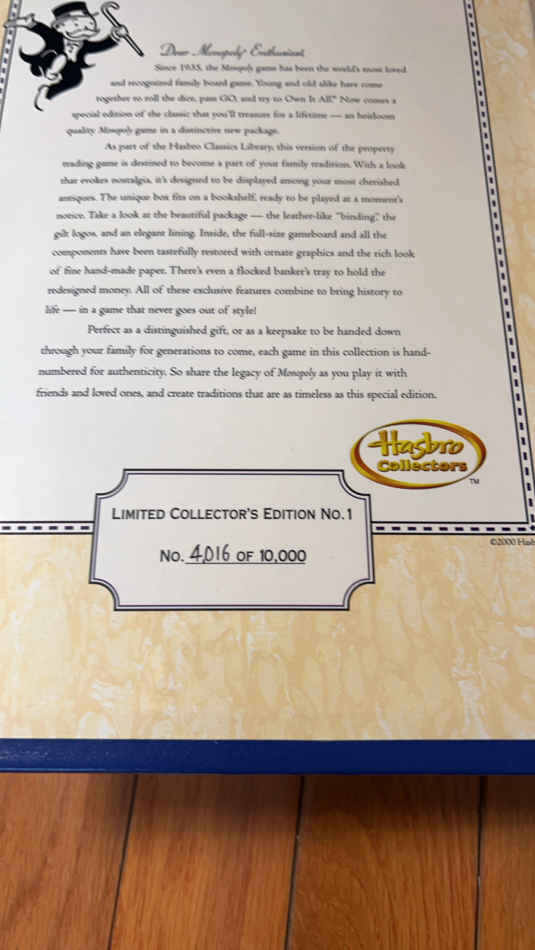 Dear Monopoly Enthusiast,
Since 1935, the Monopoly game has been the world's most loved
and recognized family board game. Young and old alike have come
together to roll the dice, pass GO, and try to Own It All.™ Now comes a
special edition of the classic that you'll treasure for a lifetime — an heirloom
quality Monopoly game in a distinctive new package.
As part of the Hasbro Classics Library, this version of the property
trading game is destined to become a part of your family tradition. With a look
that evokes nostalgia, it's designed to be displayed among your most cherished
antiques. The unique box fits on a bookshelf, ready to be played at a moment's
notice. Take a look at the beautiful package — the leather-like "binding," the
gilt logos, and an elegant lining. Inside, the full-size gameboard and all the
components have been tastefully restored with ornate graphics and the rich look
of fine hand-made paper. There's even a flocked banker's tray to hold the
redesigned money. All of these exclusive features combine to bring history to
life — in a game that never goes out of style!
Perfect as a distinguished gift, or as a keepsake to be handed down
through your family for generations to come, each game in this collection is hand-
numbered for authenticity. So share the legacy of Monopoly as you play it with
friends and loved ones, and create traditions that are as timeless as this special edition.
Hasbro
Collectors
TM
LIMITED COLLECTOR'S EDITION NO.1
NO. 4016 OF 10,000
©2000 Hasb